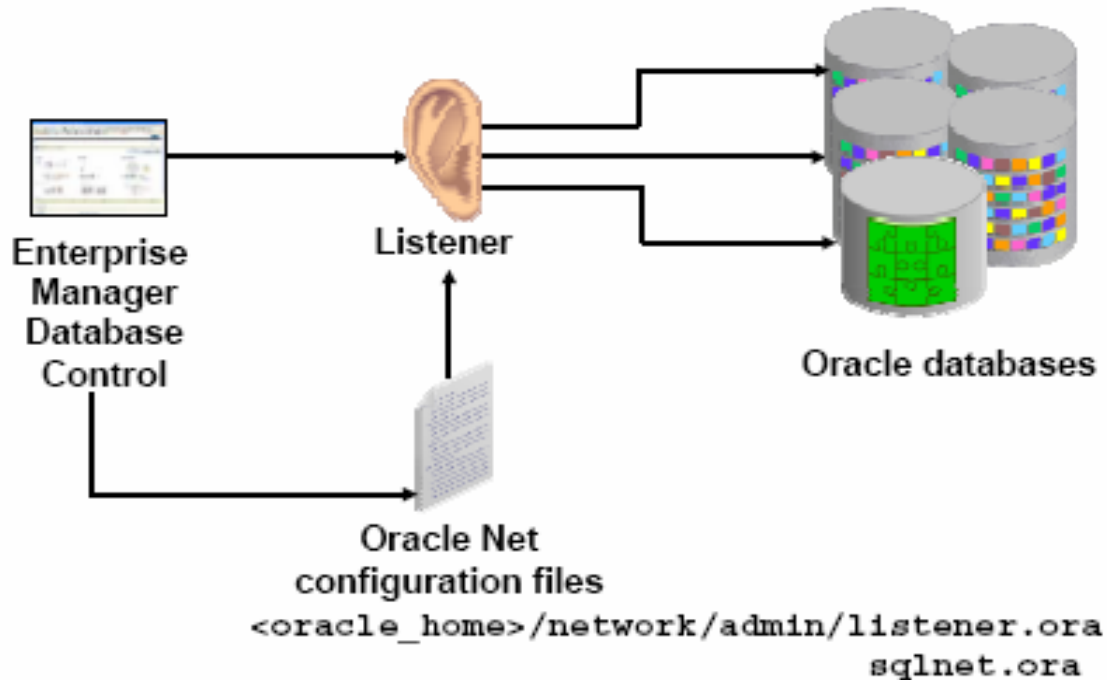 Enterprise
Manager
Database
Control
Listener
Oracle databases
Oracle Net
configuration files
<oracle_home>/network/admin/listener.ora
sqlnet.ora